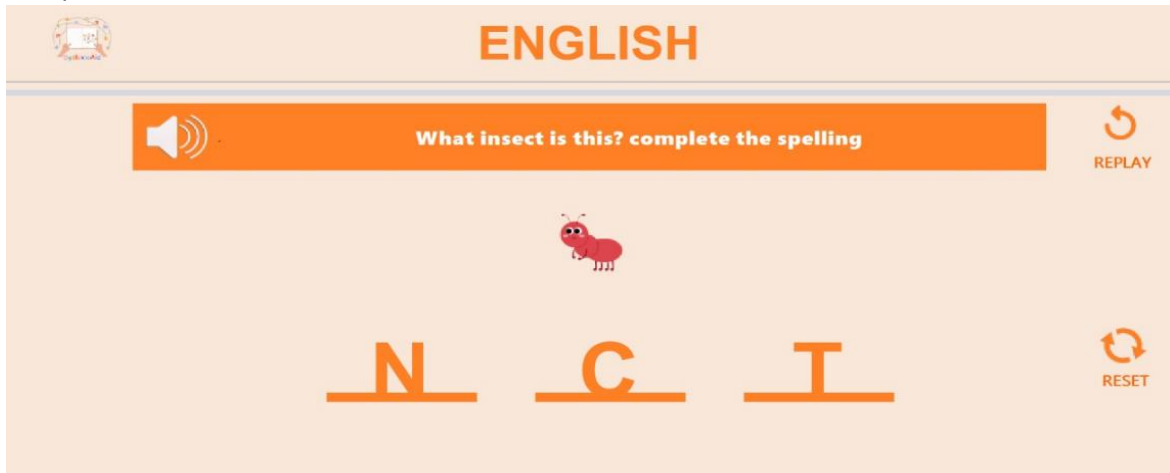 ENGLISH
What insect is this? complete the spelling
REPLAY
N C T
RESET